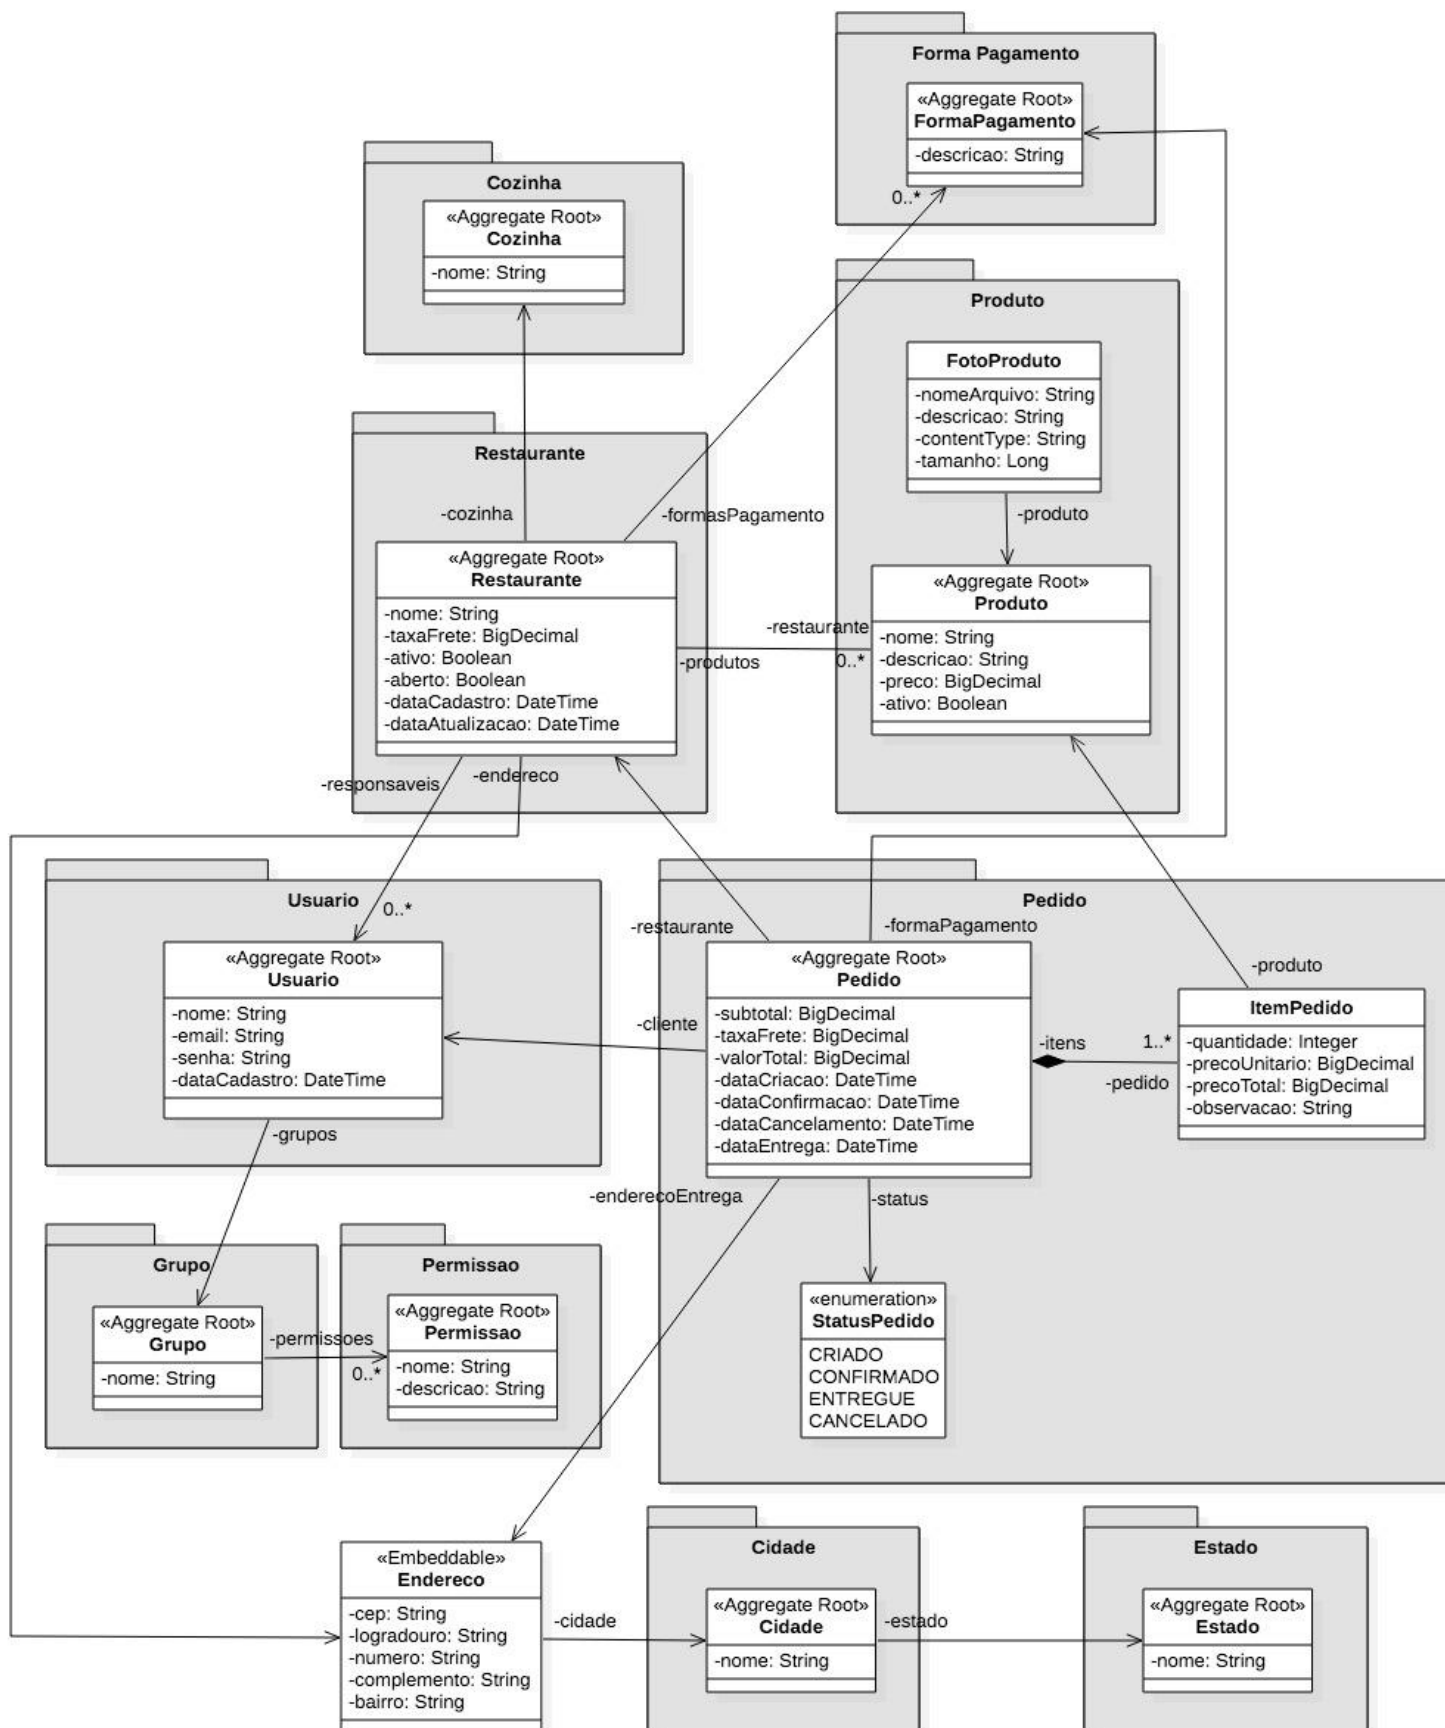 Forma Pagamento
«Aggregate Root»
FormaPagamento
-descricao: String
0..*
Cozinha
«Aggregate Root»
Cozinha
-nome: String
Produto
FotoProduto
-nomeArquivo: String
-descricao: String
-contentType: String
-tamanho: Long
-produto
Restaurante
-cozinha
-formasPagamento
«Aggregate Root»
Restaurante
-nome: String
-taxaFrete: BigDecimal
-ativo: Boolean
-aberto: Boolean
-dataCadastro: DateTime
-dataAtualizacao: DateTime
-restaurante
-produtos
0..*
«Aggregate Root»
Produto
-nome: String
-descricao: String
-preco: BigDecimal
-ativo: Boolean
-responsaveis
-endereco
Usuario
0..*
«Aggregate Root»
Usuario
-nome: String
-email: String
-senha: String
-dataCadastro: DateTime
-grupos
Pedido
-restaurante
-formaPagamento
-cliente
«Aggregate Root»
Pedido
-subtotal: BigDecimal
-taxaFrete: BigDecimal
-valorTotal: BigDecimal
-dataCriacao: DateTime
-dataConfirmacao: DateTime
-dataCancelamento: DateTime
-dataEntrega: DateTime
-produto
-itens
1..*
-pedido
ItemPedido
-quantidade: Integer
-precoUnitario: BigDecimal
-precoTotal: BigDecimal
-observacao: String
-enderecoEntrega
-status
«enumeration»
StatusPedido
CRIADO
CONFIRMADO
ENTREGUE
CANCELADO
Grupo
«Aggregate Root»
Grupo
-nome: String
-permissoes
0..*
Permissao
«Aggregate Root»
Permissao
-nome: String
-descricao: String
«Embeddable»
Endereco
-cep: String
-logradouro: String
-numero: String
-complemento: String
-bairro: String
-cidade
Cidade
«Aggregate Root»
Cidade
-nome: String
-estado
Estado
«Aggregate Root»
Estado
-nome: String